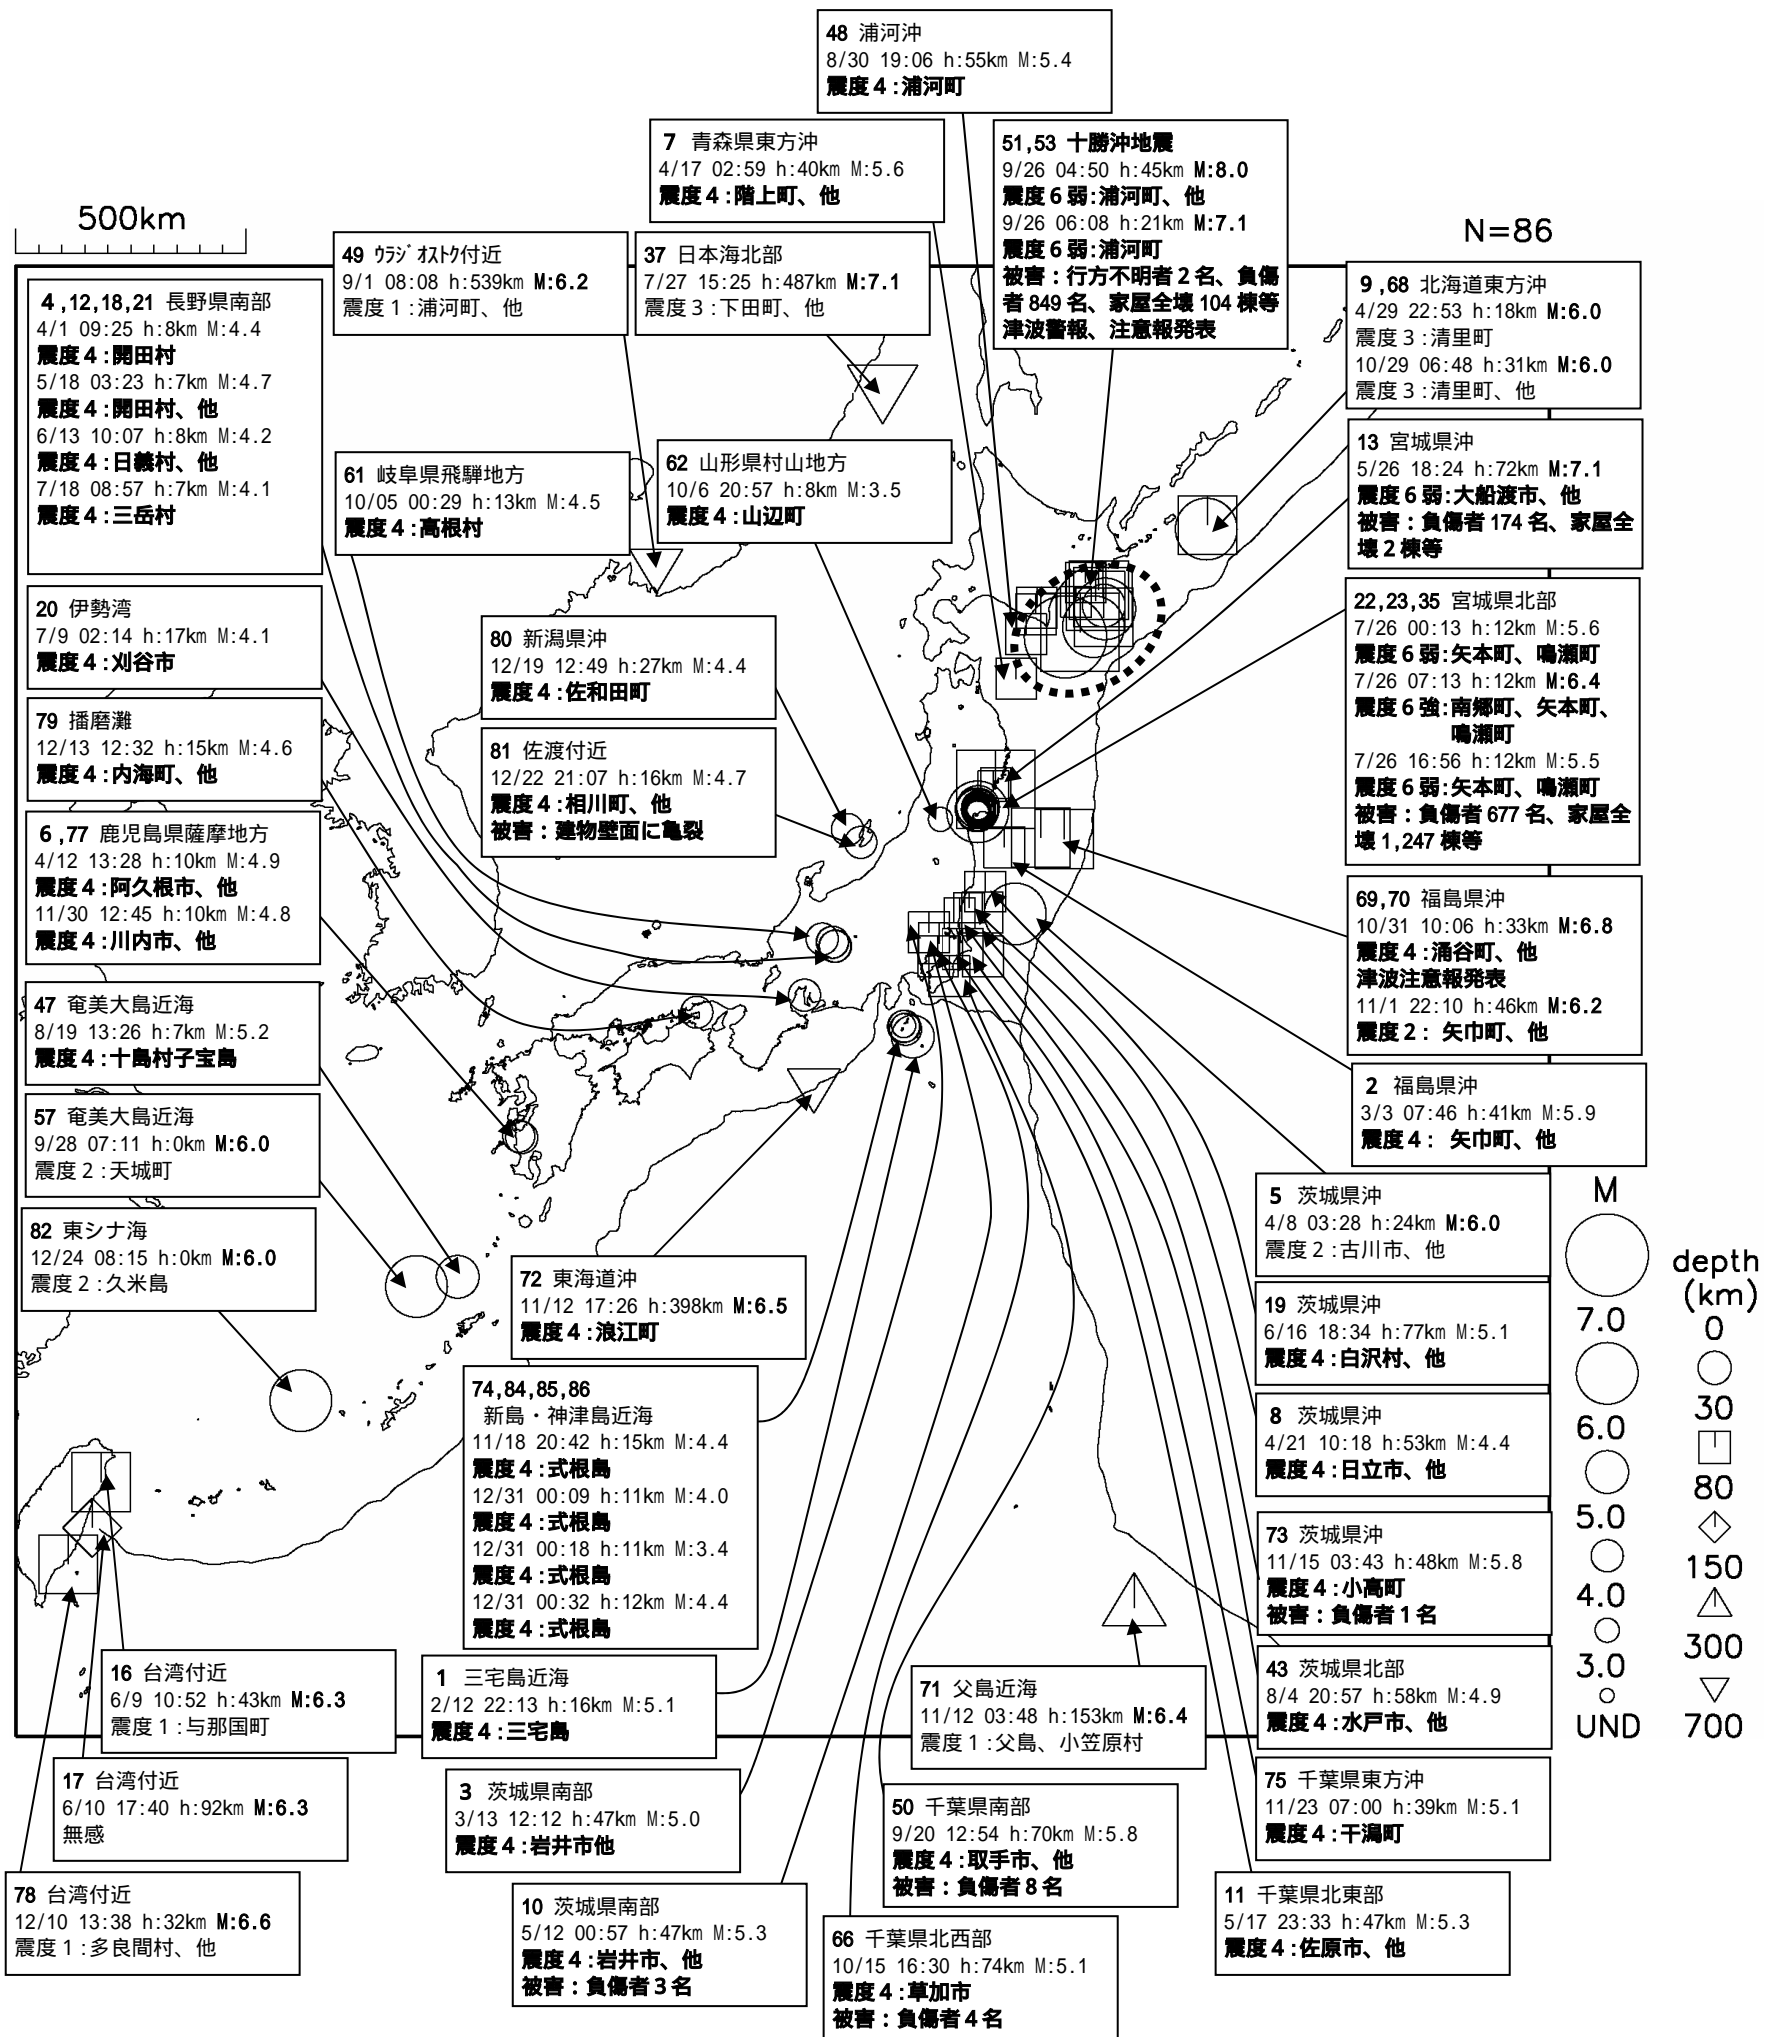 48 浦河沖
8/30 19:06 h:55km M:5.4
震度4:浦河町
7 青森県東方沖
4/17 02:59 h:40km M:5.6
震度4:階上町、他
51,53 十勝沖地震
9/26 04:50 h:45km M:8.0
震度6弱:浦河町、他
9/26 06:08 h:21km M:7.1
震度6弱:浦河町
被害：行方不明者2名、負傷
者849名、家屋全壊104棟等
津波警報、注意報発表
500km
N=86
49 ｳﾗｼﾞｵｽﾄｸ付近
9/1 08:08 h:539km M:6.2
震度1:浦河町、他
37 日本海北部
7/27 15:25 h:487km M:7.1
震度3:下田町、他
9,68 北海道東方沖
4/29 22:53 h:18km M:6.0
震度3:清里町
10/29 06:48 h:31km M:6.0
震度3:清里町、他
4,12,18,21 長野県南部
4/1 09:25 h:8km M:4.4
震度4:開田村
5/18 03:23 h:7km M:4.7
震度4:開田村、他
6/13 10:07 h:8km M:4.2
震度4:日義村、他
7/18 08:57 h:7km M:4.1
震度4:三岳村
13 宮城県沖
5/26 18:24 h:72km M:7.1
震度6弱:大船渡市、他
被害：負傷者174名、家屋全
壊2棟等
61 岐阜県飛騨地方
10/05 00:29 h:13km M:4.5
震度4:高根村
62 山形県村山地方
10/6 20:57 h:8km M:3.5
震度4:山辺町
20 伊勢湾
7/9 02:14 h:17km M:4.1
震度4:刈谷市
22,23,35 宮城県北部
7/26 00:13 h:12km M:5.6
震度6弱:矢本町、鳴瀬町
7/26 07:13 h:12km M:6.4
震度6強:南郷町、矢本町、
鳴瀬町
7/26 16:56 h:12km M:5.5
震度6弱:矢本町、鳴瀬町
被害：負傷者677名、家屋全
壊1,247棟等
80 新潟県沖
12/19 12:49 h:27km M:4.4
震度4:佐和田町
79 播磨灘
12/13 12:32 h:15km M:4.6
震度4:内海町、他
81 佐渡付近
12/22 21:07 h:16km M:4.7
震度4:相川町、他
被害：建物壁面に亀裂
6,77 鹿児島県薩摩地方
4/12 13:28 h:10km M:4.9
震度4:阿久根市、他
11/30 12:45 h:10km M:4.8
震度4:川内市、他
69,70 福島県沖
10/31 10:06 h:33km M:6.8
震度4:涌谷町、他
津波注意報発表
11/1 22:10 h:46km M:6.2
震度2: 矢巾町、他
47 奄美大島近海
8/19 13:26 h:7km M:5.2
震度4:十島村子宝島
2 福島県沖
3/3 07:46 h:41km M:5.9
震度4: 矢巾町、他
57 奄美大島近海
9/28 07:11 h:0km M:6.0
震度2:天城町
5 茨城県沖
4/8 03:28 h:24km M:6.0
震度2:古川市、他
82 東シナ海
12/24 08:15 h:0km M:6.0
震度2:久米島
72 東海道沖
11/12 17:26 h:398km M:6.5
震度4:浪江町
19 茨城県沖
6/16 18:34 h:77km M:5.1
震度4:白沢村、他
74,84,85,86
新島・神津島近海
11/18 20:42 h:15km M:4.4
震度4:式根島
12/31 00:09 h:11km M:4.0
震度4:式根島
12/31 00:18 h:11km M:3.4
震度4:式根島
12/31 00:32 h:12km M:4.4
震度4:式根島
8 茨城県沖
4/21 10:18 h:53km M:4.4
震度4:日立市、他
73 茨城県沖
11/15 03:43 h:48km M:5.8
震度4:小高町
被害：負傷者1名
M
7.0
6.0
5.0
4.0
3.0
UND
depth
(km)
0
30
80
150
300
700
16 台湾付近
6/9 10:52 h:43km M:6.3
震度1:与那国町
1 三宅島近海
2/12 22:13 h:16km M:5.1
震度4:三宅島
71 父島近海
11/12 03:48 h:153km M:6.4
震度1:父島、小笠原村
43 茨城県北部
8/4 20:57 h:58km M:4.9
震度4:水戸市、他
17 台湾付近
6/10 17:40 h:92km M:6.3
無感
3 茨城県南部
3/13 12:12 h:47km M:5.0
震度4:岩井市他
50 千葉県南部
9/20 12:54 h:70km M:5.8
震度4:取手市、他
被害：負傷者8名
75 千葉県東方沖
11/23 07:00 h:39km M:5.1
震度4:干潟町
78 台湾付近
12/10 13:38 h:32km M:6.6
震度1:多良間村、他
10 茨城県南部
5/12 00:57 h:47km M:5.3
震度4:岩井市、他
被害：負傷者3名
66 千葉県北西部
10/15 16:30 h:74km M:5.1
震度4:草加市
被害：負傷者4名
11 千葉県北東部
5/17 23:33 h:47km M:5.3
震度4:佐原市、他